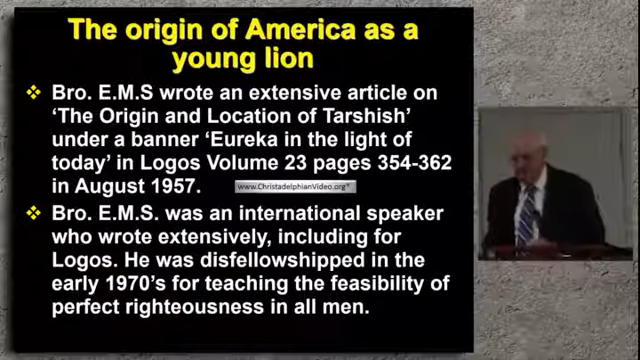 The origin of America as a
young lion
Bro. E.M.S wrote an extensive article on
‘The Origin and Location of Tarshish’
under a banner ‘Eureka in the light of
today’ in Logos Volume 23 pages 354-362
in August 1957.
www.ChristadelphianVideo.org
Bro. E.M.S. was an international speaker
who wrote extensively, including for
Logos. He was disfellowshipped in the
early 1970’s for teaching the feasibility of
perfect righteousness in all men.